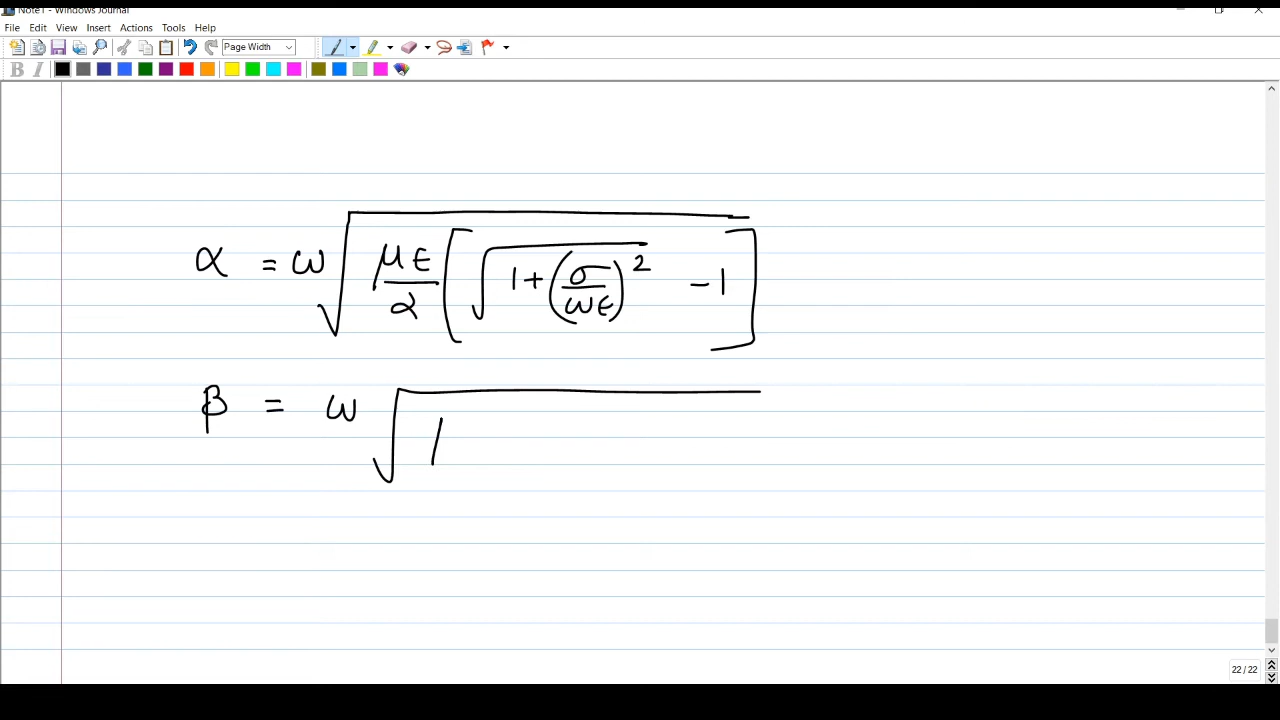 Note1 - Windows Journal
File Edit View Insert Actions Tools Help
Page Width
B I
α = ω√(με/2 [√(1+(σ/ωε)²) -1])
β = ω√
22 / 22